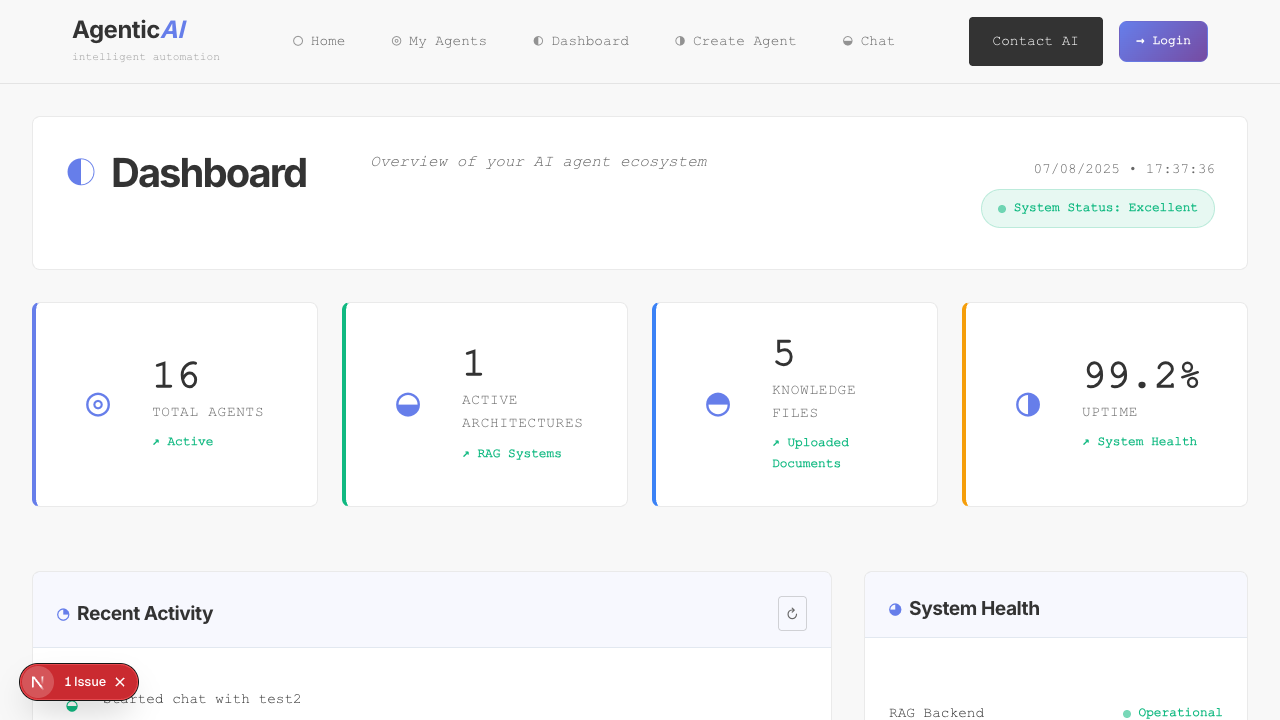 AgenticAI
intelligent automation
Home
My Agents
Dashboard
Create Agent
Chat
Contact AI
→ Login
Dashboard
Overview of your AI agent ecosystem
07/08/2025 • 17:37:36
System Status: Excellent
16
TOTAL AGENTS
↗ Active
1
ACTIVE
ARCHITECTURES
↗ RAG Systems
5
KNOWLEDGE
FILES
↗ Uploaded
Documents
99.2%
UPTIME
↗ System Health
Recent Activity
↻
System Health
N 1 Issue ×
Started chat with test2
RAG Backend
Operational